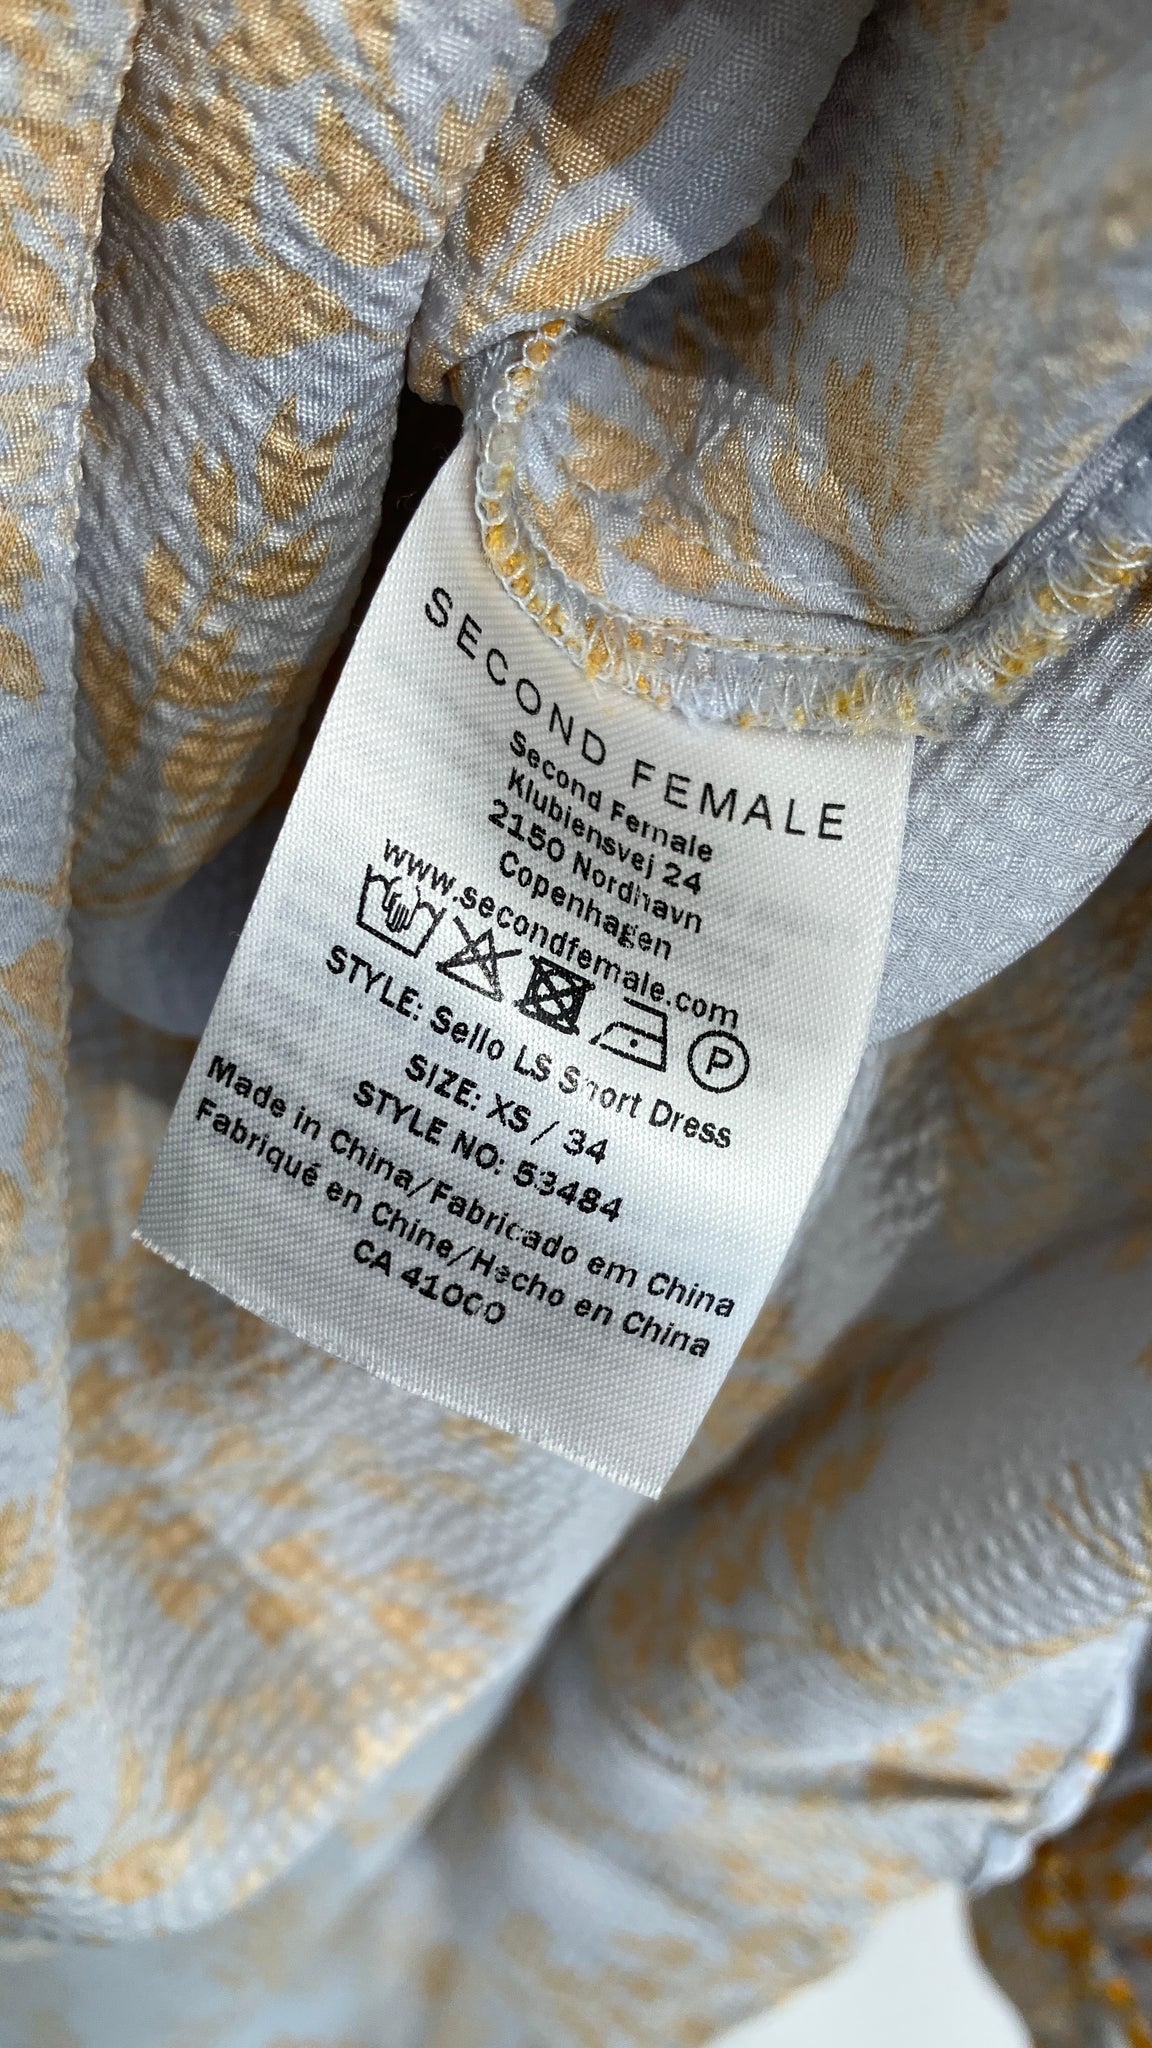 SECOND FEMALE
Second Female
Klubiensvej 24
2150 Nordhavn
Copenhagen
www.secondfemale.com
P
STYLE: Sello LS Short Dress
SIZE: XS / 34
STYLE NO: 53484
Made in China/Fabricado em China
Fabriqué en Chine/Hecho en China
CA 41000